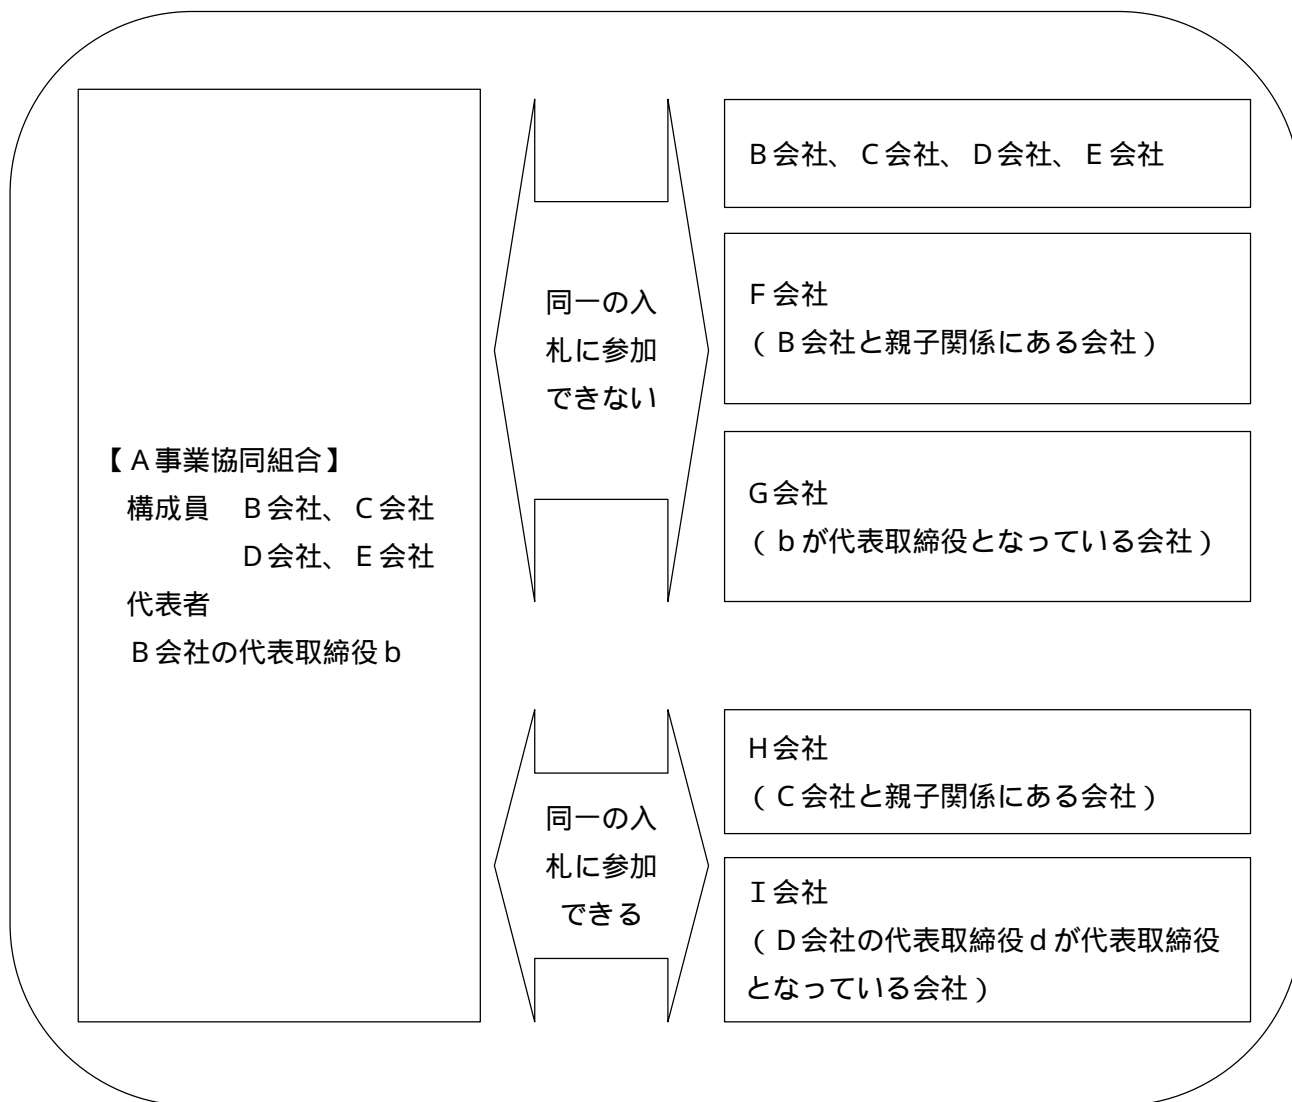 【A事業協同組合】
構成員 B会社、C会社
D会社、E会社
代表者
B会社の代表取締役b
同一の入
札に参加
できない
B会社、C会社、D会社、E会社
F会社
(B会社と親子関係にある会社)
G会社
(bが代表取締役となっている会社)
同一の入
札に参加
できる
H会社
(C会社と親子関係にある会社)
I会社
(D会社の代表取締役dが代表取締役
となっている会社)